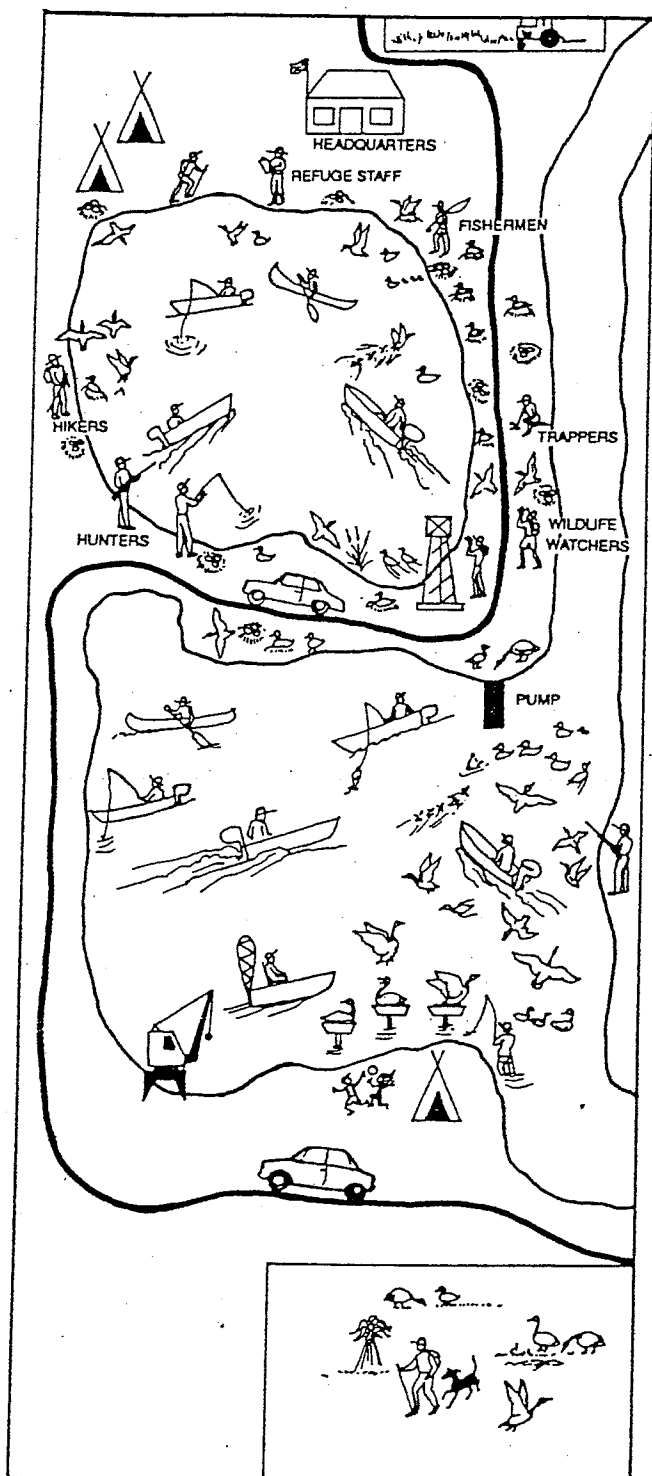 HEADQUARTERS
REFUGE STAFF
FISHERMEN
HIKERS
TRAPPERS
HUNTERS
WILDLIFE
WATCHERS
PUMP